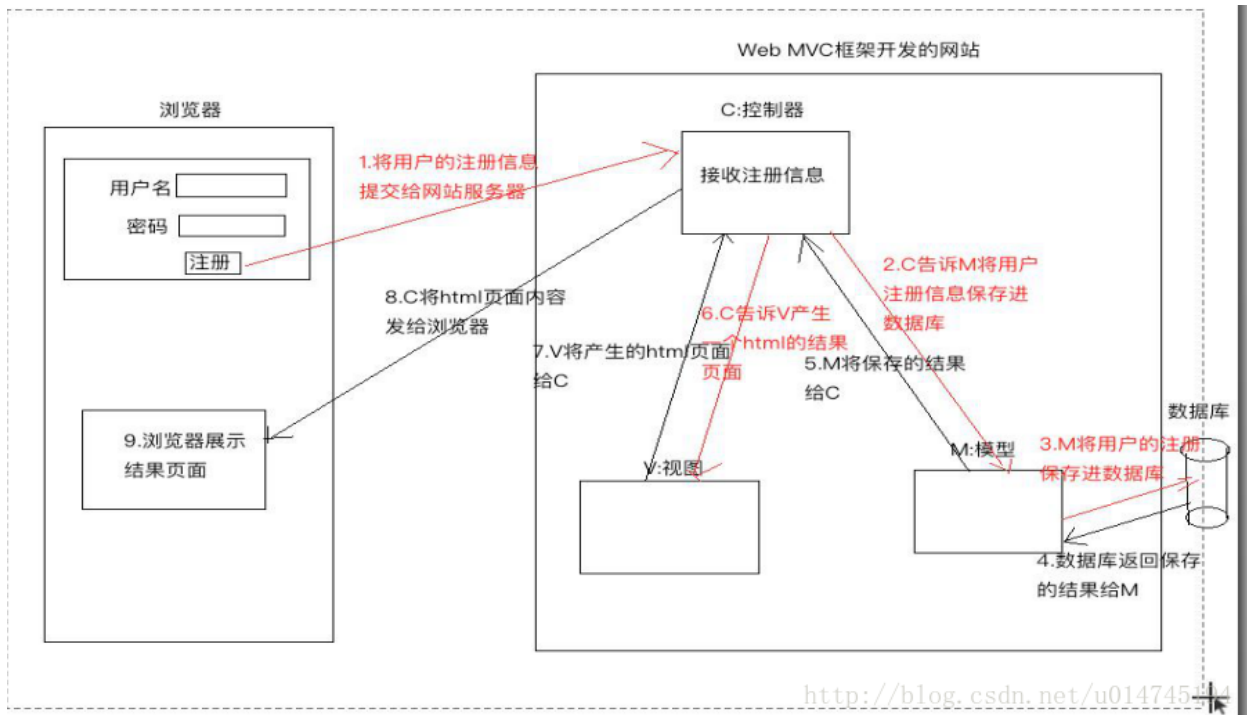 Web MVC框架开发的网站
浏览器
C:控制器
用户名
密码
注册
1.将用户的注册信息
提交给网站服务器
接收注册信息
2.C告诉M将用户
注册信息保存进
数据库
8.C将html页面内容
发给浏览器
6.C告诉V产生
一个html的结果
页面
7.V将产生的html页面
给C
5.M将保存的结果
给C
9.浏览器展示
结果页面
V:视图
M:模型
数据库
3.M将用户的注册
保存进数据库
4.数据库返回保存
的结果给M